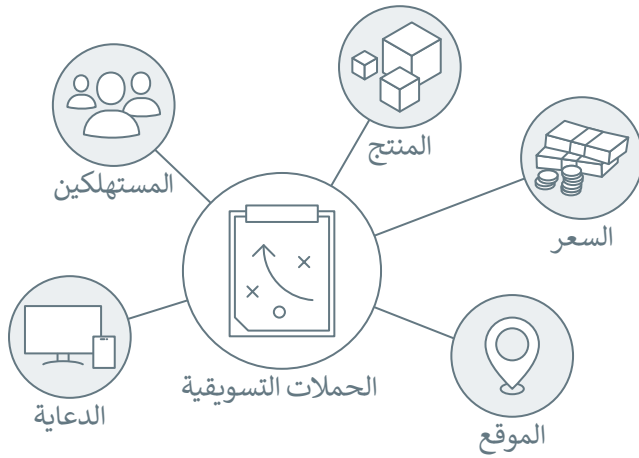 المنتج
المستهلكين
السعر
الحملات التسويقية
الدعاية
الموقع